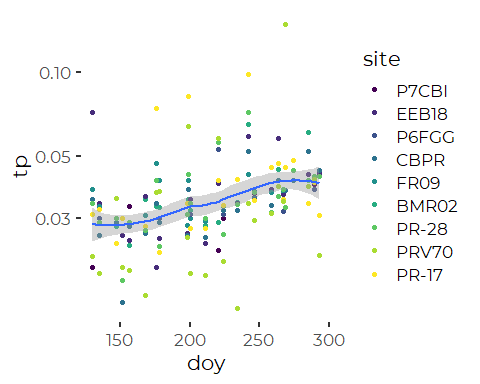 site
P7CBI
EEB18
P6FGG
CBPR
FR09
BMR02
PR-28
PRV70
PR-17
0.10
0.05
0.03
tp
150
200
250
300
doy